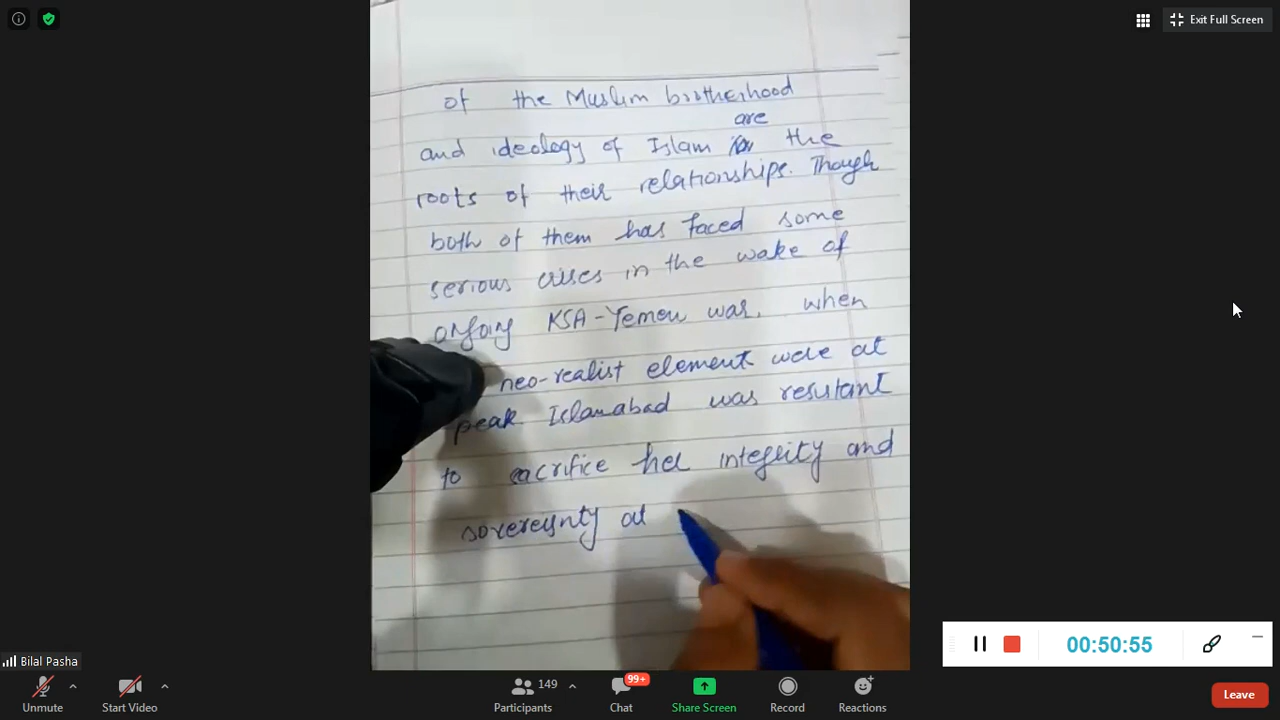 Exit Full Screen
of the Muslim brotherhood
are
and ideology of Islam the
roots of their relationships. Though
both of them has faced some
serious crises in the wake of
ongoing KSA-Yemen war, when
neo-realist element were at
peak Islamabad was resistant
to sacrifice her integrity and
sovereignty at
00:50:55
Bilal Pasha
Unmute
Start Video
149
Participants
99+
Chat
Share Screen
Record
Reactions
Leave